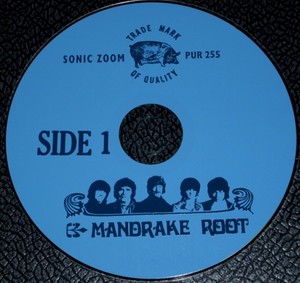 TRADE MARK
SONIC ZOOM PUR 255
OF QUALITY
SIDE 1
MANDRAKE ROOT